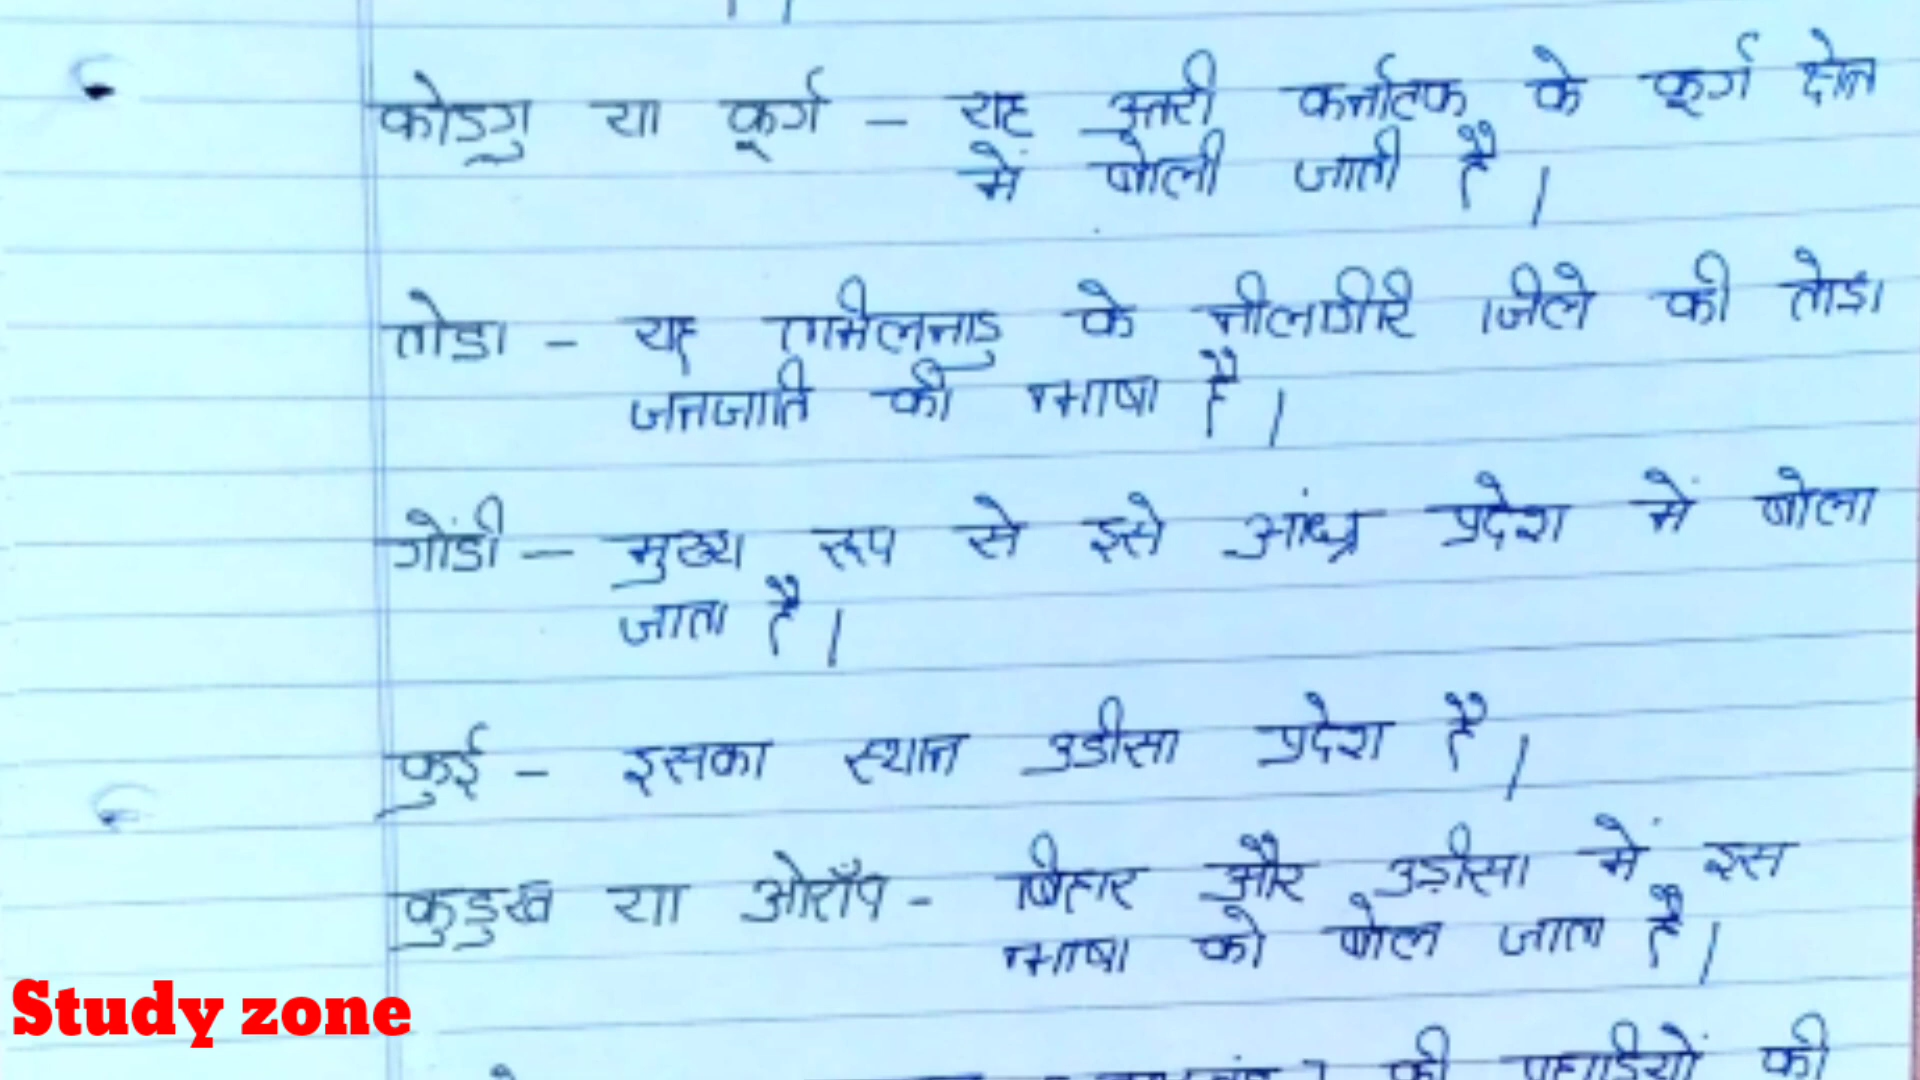 कोडगु या कूर्ग - यह उत्तरी कर्नाटक के कूर्ग क्षेत्र
में बोली जाती है।
तोडा - यह तमिलनाडु के नीलगिरि जिले की तोडा
जनजाति की भाषा है।
गोंडी - मुख्य रूप से इसे आंध्र प्रदेश में बोला
जाता है।
कुई - इसका स्थान उडीसा प्रदेश है।
कुडुख या ओराँव - बिहार और उड़ीसा में इस
भाषा को बोल जाता है।
Study zone
की पहाडियों की